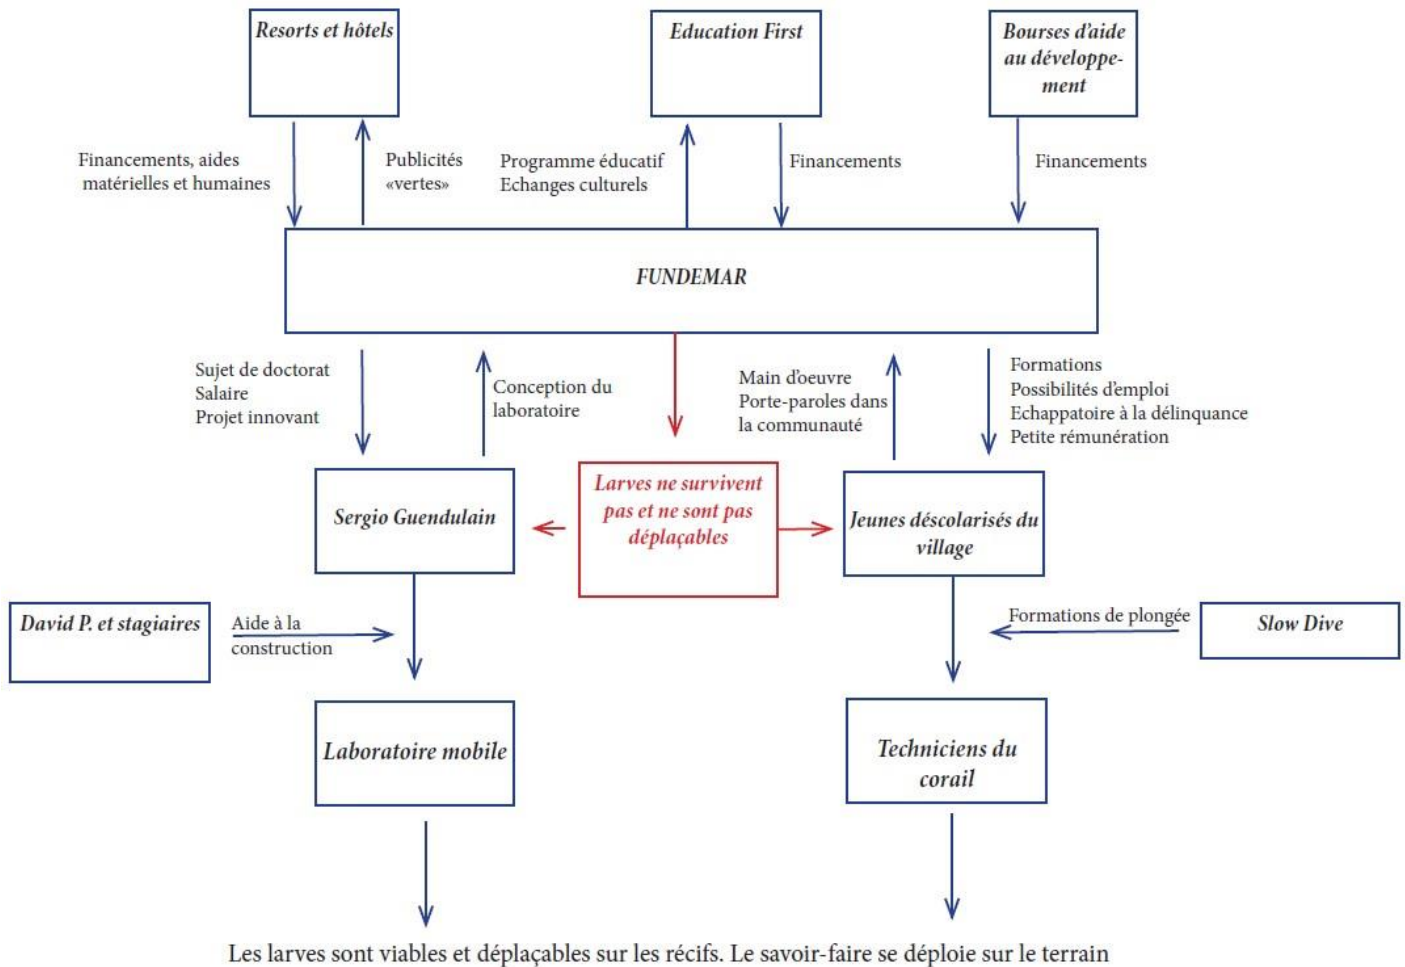 Resorts et hôtels
Education First
Bourses d'aide
au développe-
ment
Financements, aides
matérielles et humaines
Publicités
«vertes»
Programme éducatif
Echanges culturels
Financements
Financements
FUNDEMAR
Sujet de doctorat
Salaire
Projet innovant
Conception du
laboratoire
Main d'oeuvre
Porte-paroles dans
la communauté
Formations
Possibilités d'emploi
Echappatoire à la délinquance
Petite rémunération
Sergio Guendulain
Larves ne survivent
pas et ne sont pas
déplaçables
Jeunes déscolarisés du
village
David P. et stagiaires
Aide à la
construction
Formations de plongée
Slow Dive
Laboratoire mobile
Techniciens du
corail
Les larves sont viables et déplaçables sur les récifs. Le savoir-faire se déploie sur le terrain